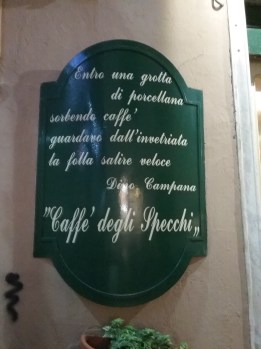 Entro una grotta
di porcellana
sorbendo caffe'
guardavo dall'invetriata
la folla salire veloce
Dino Campana
"Caffe' degli Specchi„